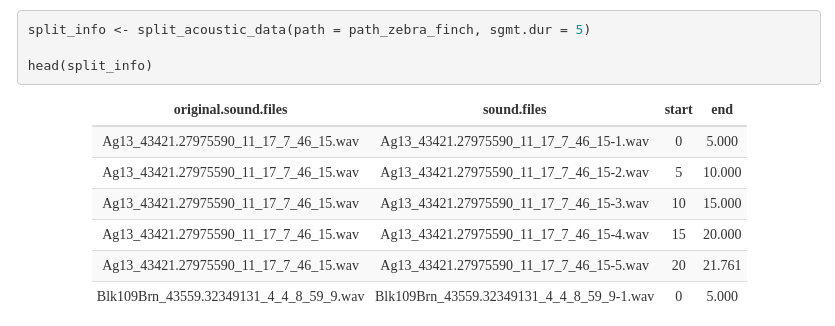 split_info <- split_acoustic_data(path = path_zebra_finch, sgmt.dur = 5)
head(split_info)
original.sound.files sound.files start end
Ag13_43421.27975590_11_17_7_46_15.wav Ag13_43421.27975590_11_17_7_46_15-1.wav 0 5.000
Ag13_43421.27975590_11_17_7_46_15.wav Ag13_43421.27975590_11_17_7_46_15-2.wav 5 10.000
Ag13_43421.27975590_11_17_7_46_15.wav Ag13_43421.27975590_11_17_7_46_15-3.wav 10 15.000
Ag13_43421.27975590_11_17_7_46_15.wav Ag13_43421.27975590_11_17_7_46_15-4.wav 15 20.000
Ag13_43421.27975590_11_17_7_46_15.wav Ag13_43421.27975590_11_17_7_46_15-5.wav 20 21.761
Blk109Brn_43559.32349131_4_4_8_59_9.wav Blk109Brn_43559.32349131_4_4_8_59_9-1.wav 0 5.000